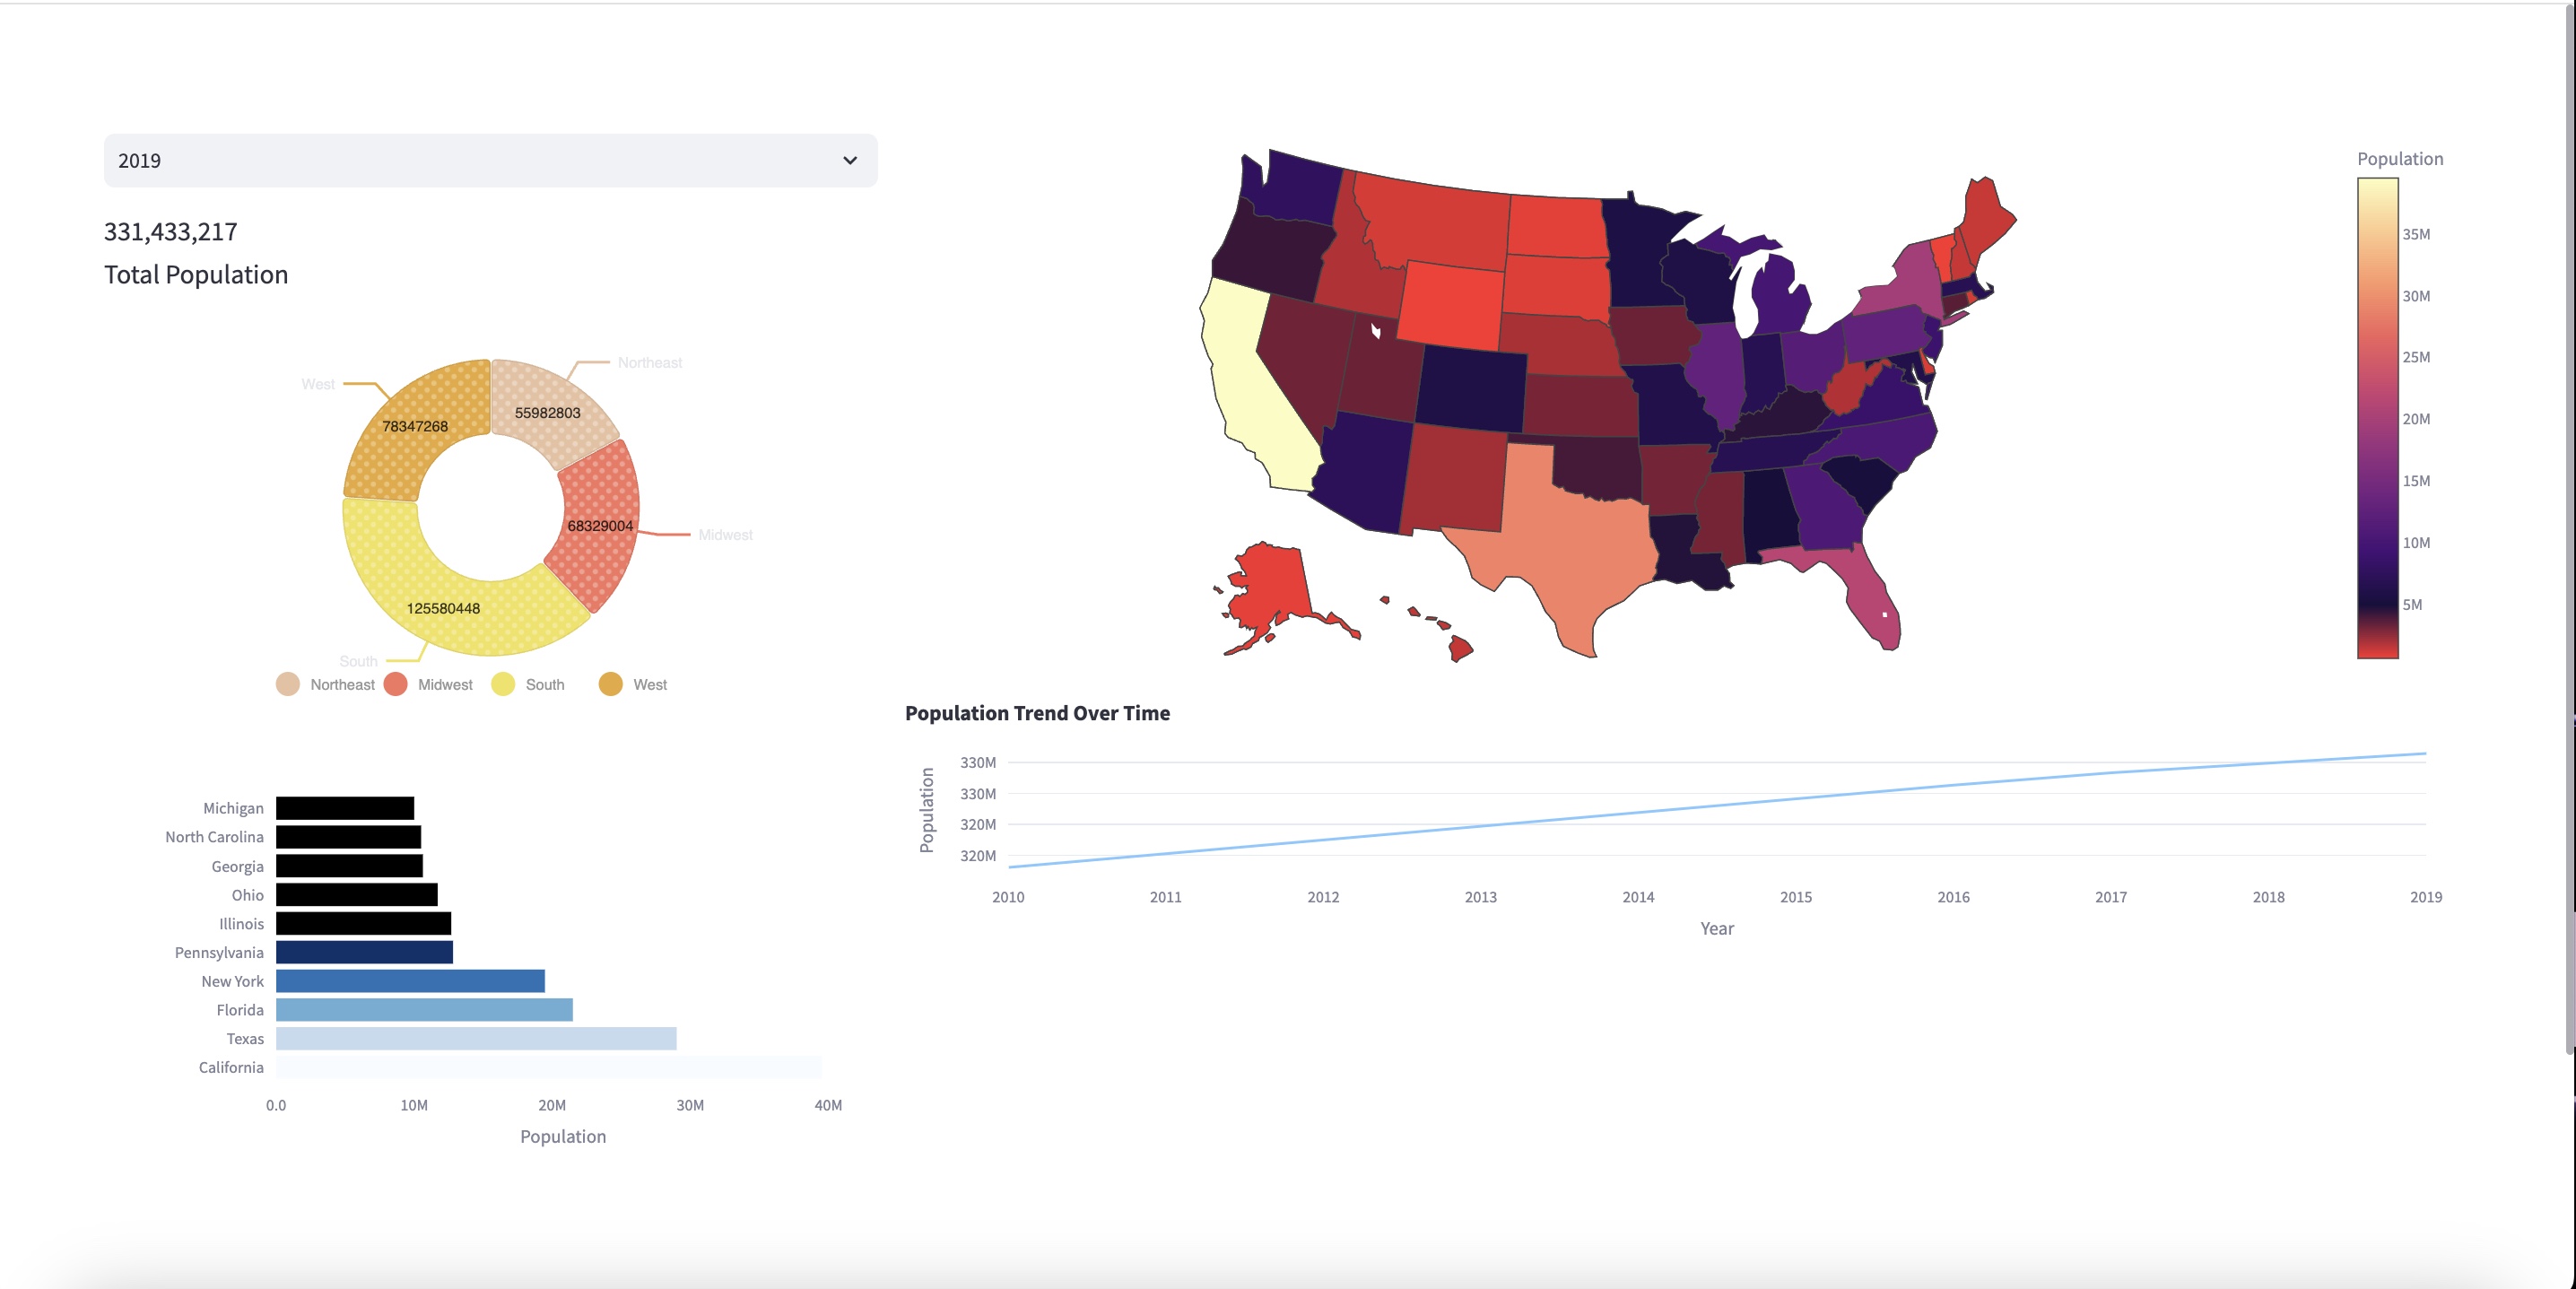 2019
331,433,217
Total Population
Northeast
West
55982803
78347268
68329004
Midwest
125580448
South
Northeast Midwest South West
Michigan
North Carolina
Georgia
Ohio
Illinois
Pennsylvania
New York
Florida
Texas
California
0.0 10M 20M 30M 40M
Population
Population
35M
30M
25M
20M
15M
10M
5M
Population Trend Over Time
Population
330M
330M
320M
320M
2010 2011 2012 2013 2014 2015 2016 2017 2018 2019
Year